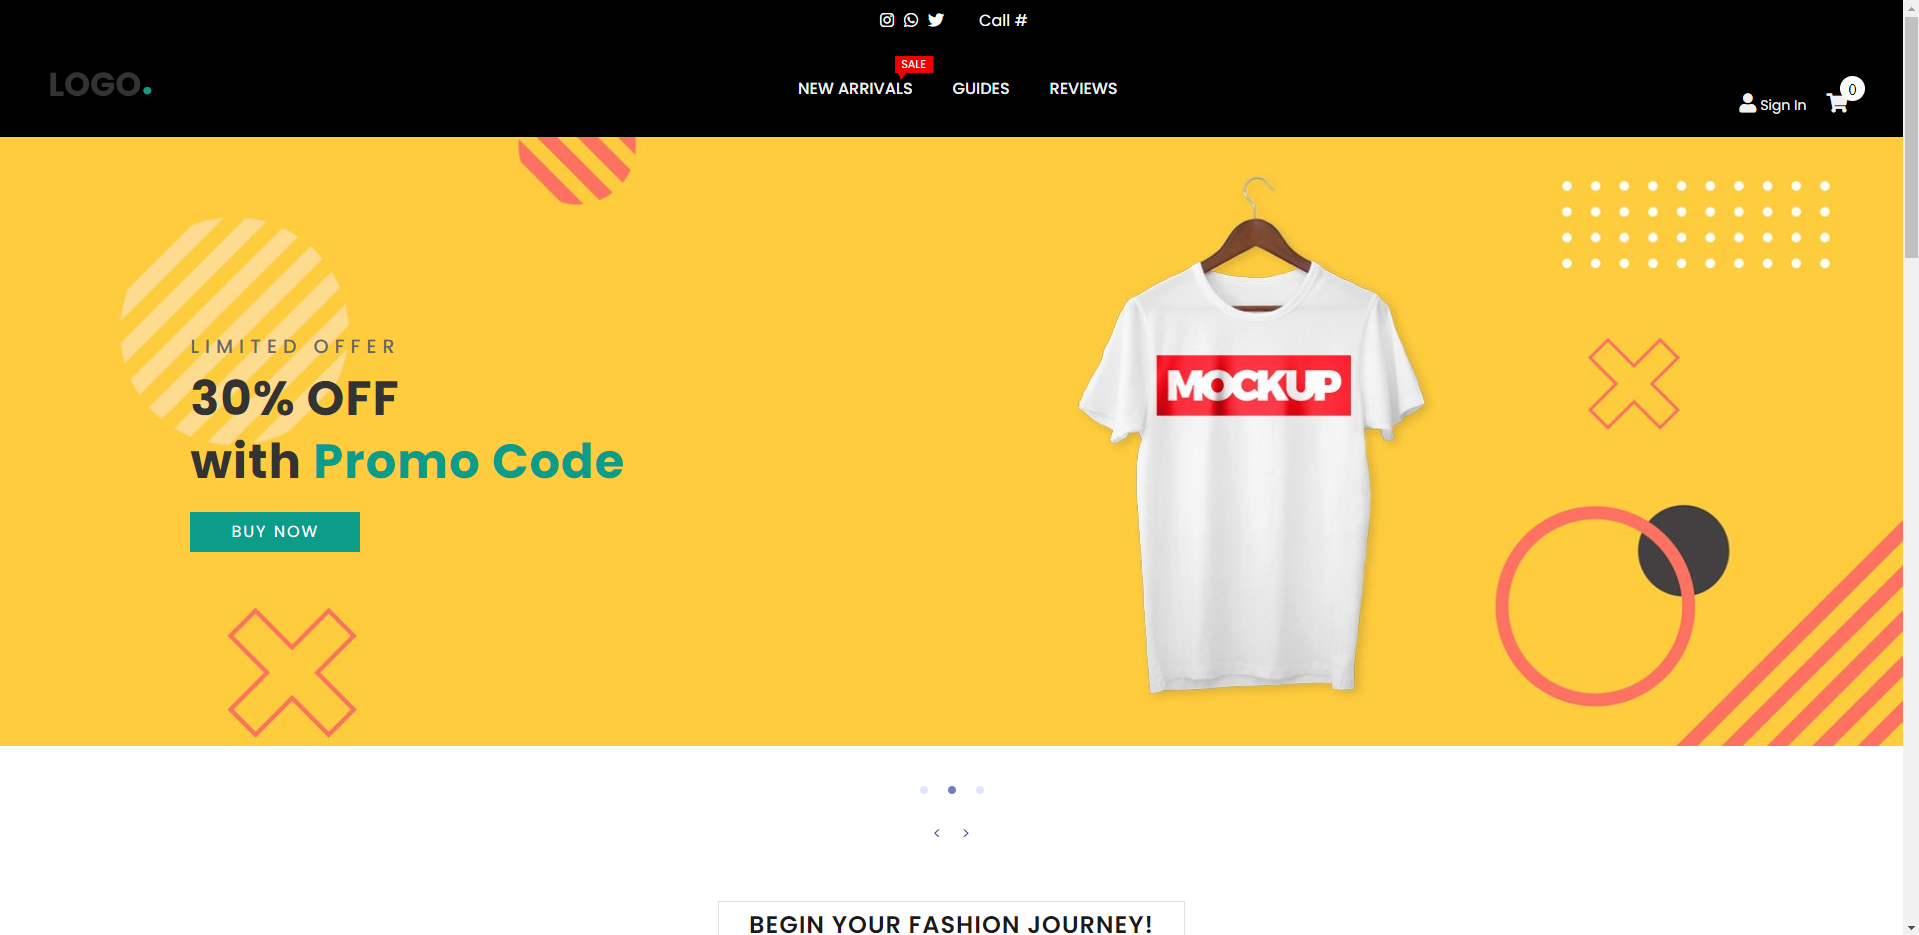 Call #
LOGO.
SALE
NEW ARRIVALS GUIDES REVIEWS
Sign In
0
LIMITED OFFER
30% OFF
with Promo Code
BUY NOW
MOCKUP
< >
BEGIN YOUR FASHION JOURNEY!